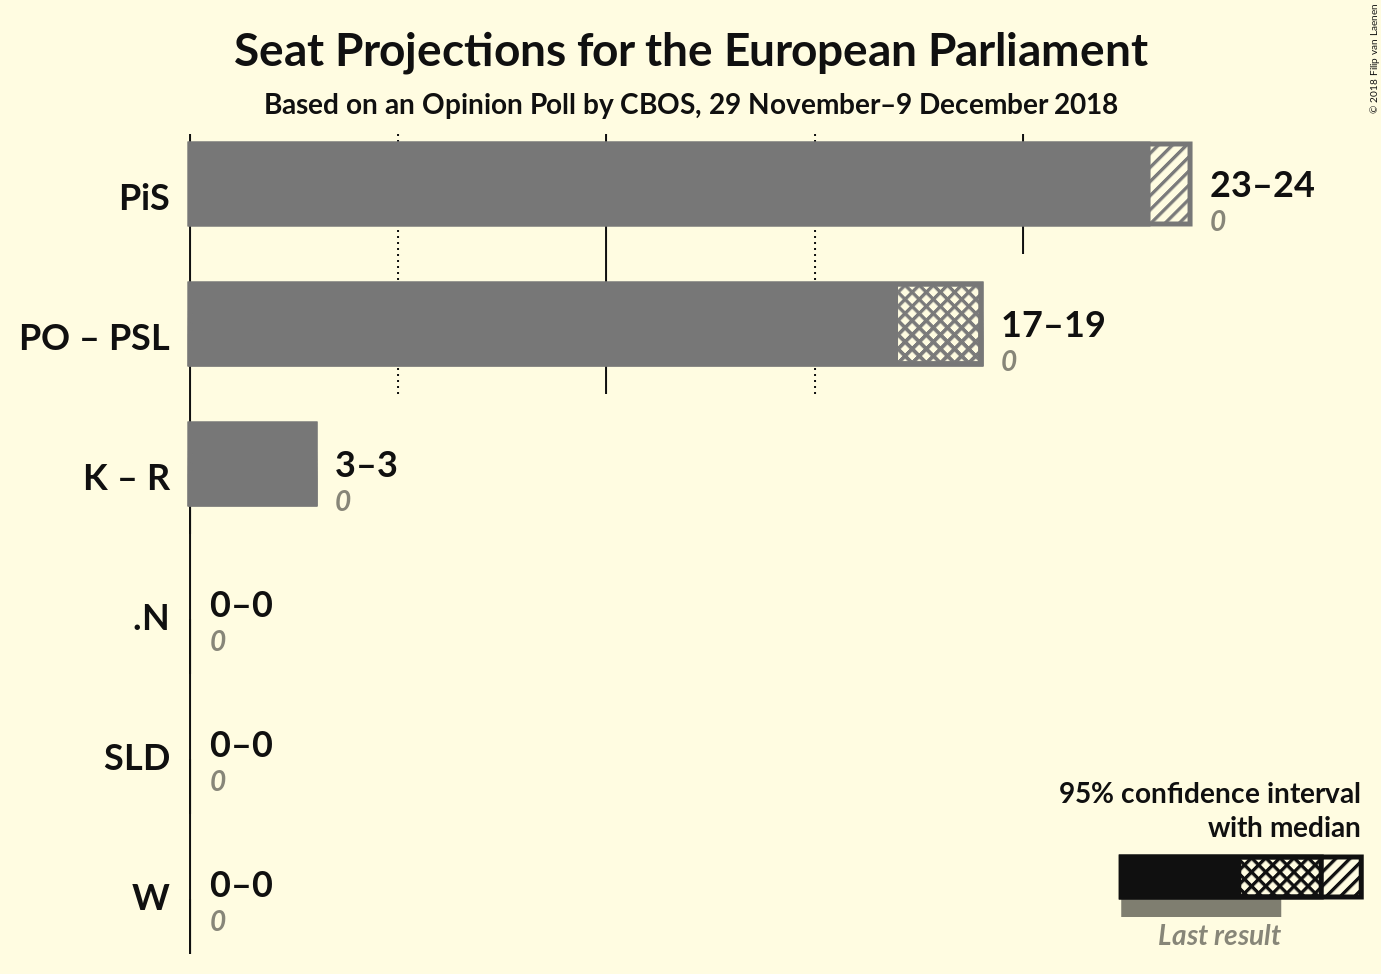 Seat Projections for the European Parliament
Based on an Opinion Poll by CBOS, 29 November–9 December 2018
© 2018 Filip van Laenen
PiS
23–24
0
PO – PSL
17–19
0
K – R
3–3
0
.N
0–0
0
SLD
0–0
0
W
0–0
0
95% confidence interval
with median
Last result